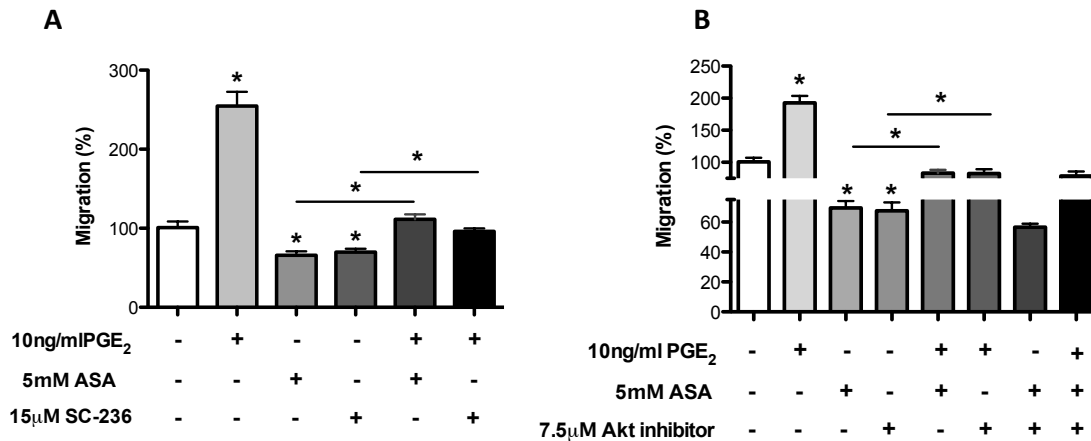 A
Migration (%)
300
200
100
0
*
*
*
*
*
10ng/mlPGE₂ - + - - + +
5mM ASA - - + - + -
15μM SC-236 - - - + - +
B
Migration (%)
250
200
150
100
60
40
20
0
*
*
*
*
*
10ng/ml PGE₂ - + - - + + - +
5mM ASA - - + - + - + +
7.5μM Akt inhibitor - - - + - + + +